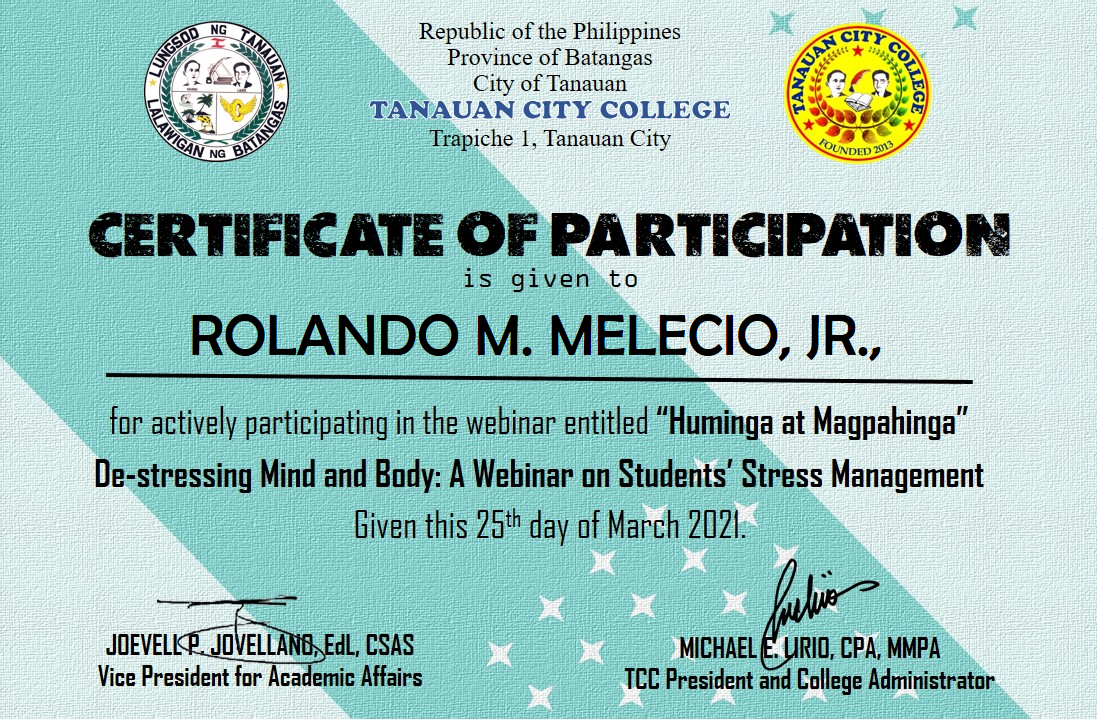 LUNGSOD NG TANAUAN
LALAWIGAN NG BATANGAS
Republic of the Philippines
Province of Batangas
City of Tanauan
TANAUAN CITY COLLEGE
Trapiche 1, Tanauan City
TANAUAN CITY COLLEGE
FOUNDED 2013
CERTIFICATE OF PARTICIPATION
is given to
ROLANDO M. MELECIO, JR.,
for actively participating in the webinar entitled “Huminga at Magpahinga”
De-stressing Mind and Body: A Webinar on Students’ Stress Management
Given this 25th day of March 2021.
JOEVELL P. JOVELLANO, EdL, CSAS
Vice President for Academic Affairs
MICHAEL E. LIRIO, CPA, MMPA
TCC President and College Administrator